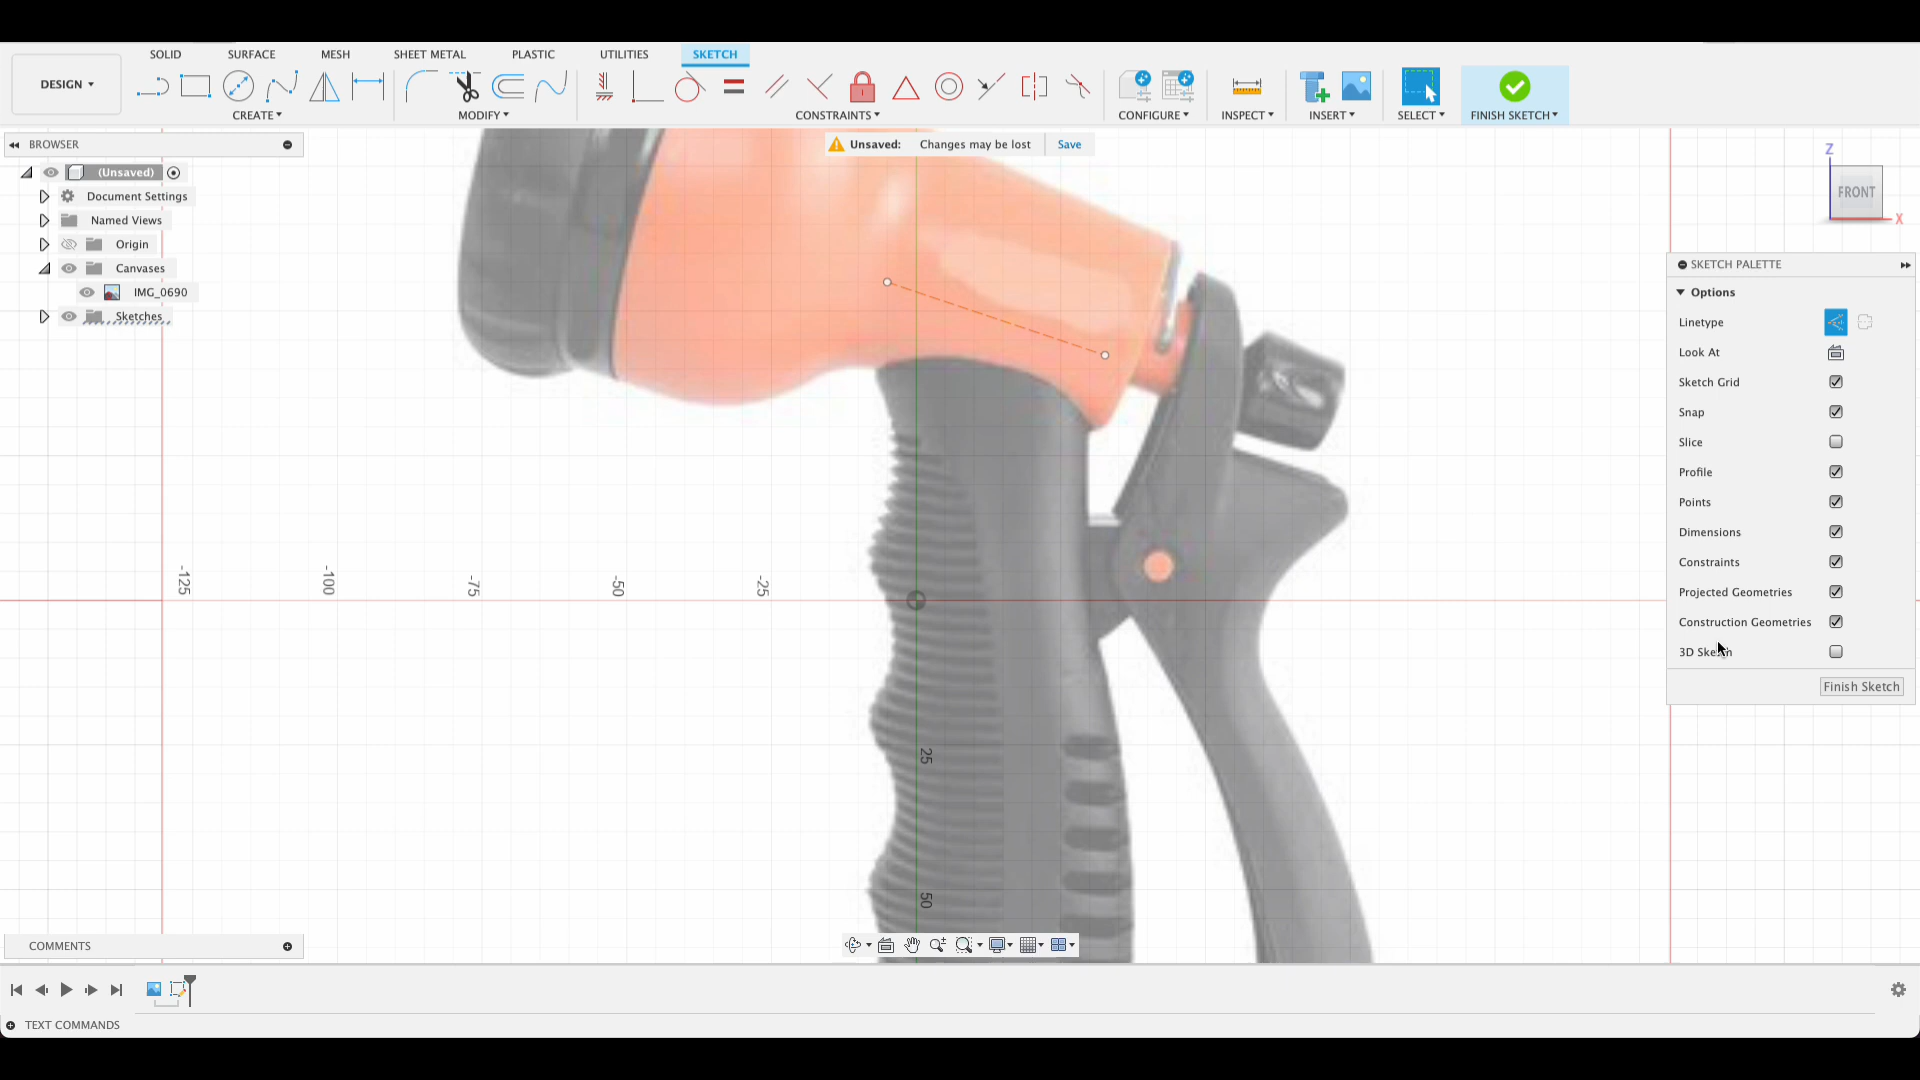 SOLID SURFACE MESH SHEET METAL PLASTIC UTILITIES SKETCH
DESIGN
CREATE MODIFY CONSTRAINTS CONFIGURE INSPECT INSERT SELECT FINISH SKETCH
BROWSER
Unsaved: Changes may be lost Save
(Unsaved)
Document Settings
Named Views
Origin
Canvases
IMG_0690
Sketches
Z
FRONT
X
SKETCH PALETTE
Options
Linetype
Look At
Sketch Grid
Snap
Slice
Profile
Points
Dimensions
Constraints
Projected Geometries
Construction Geometries
3D Sketch
Finish Sketch
-125
-100
-75
-50
-25
25
50
COMMENTS
TEXT COMMANDS